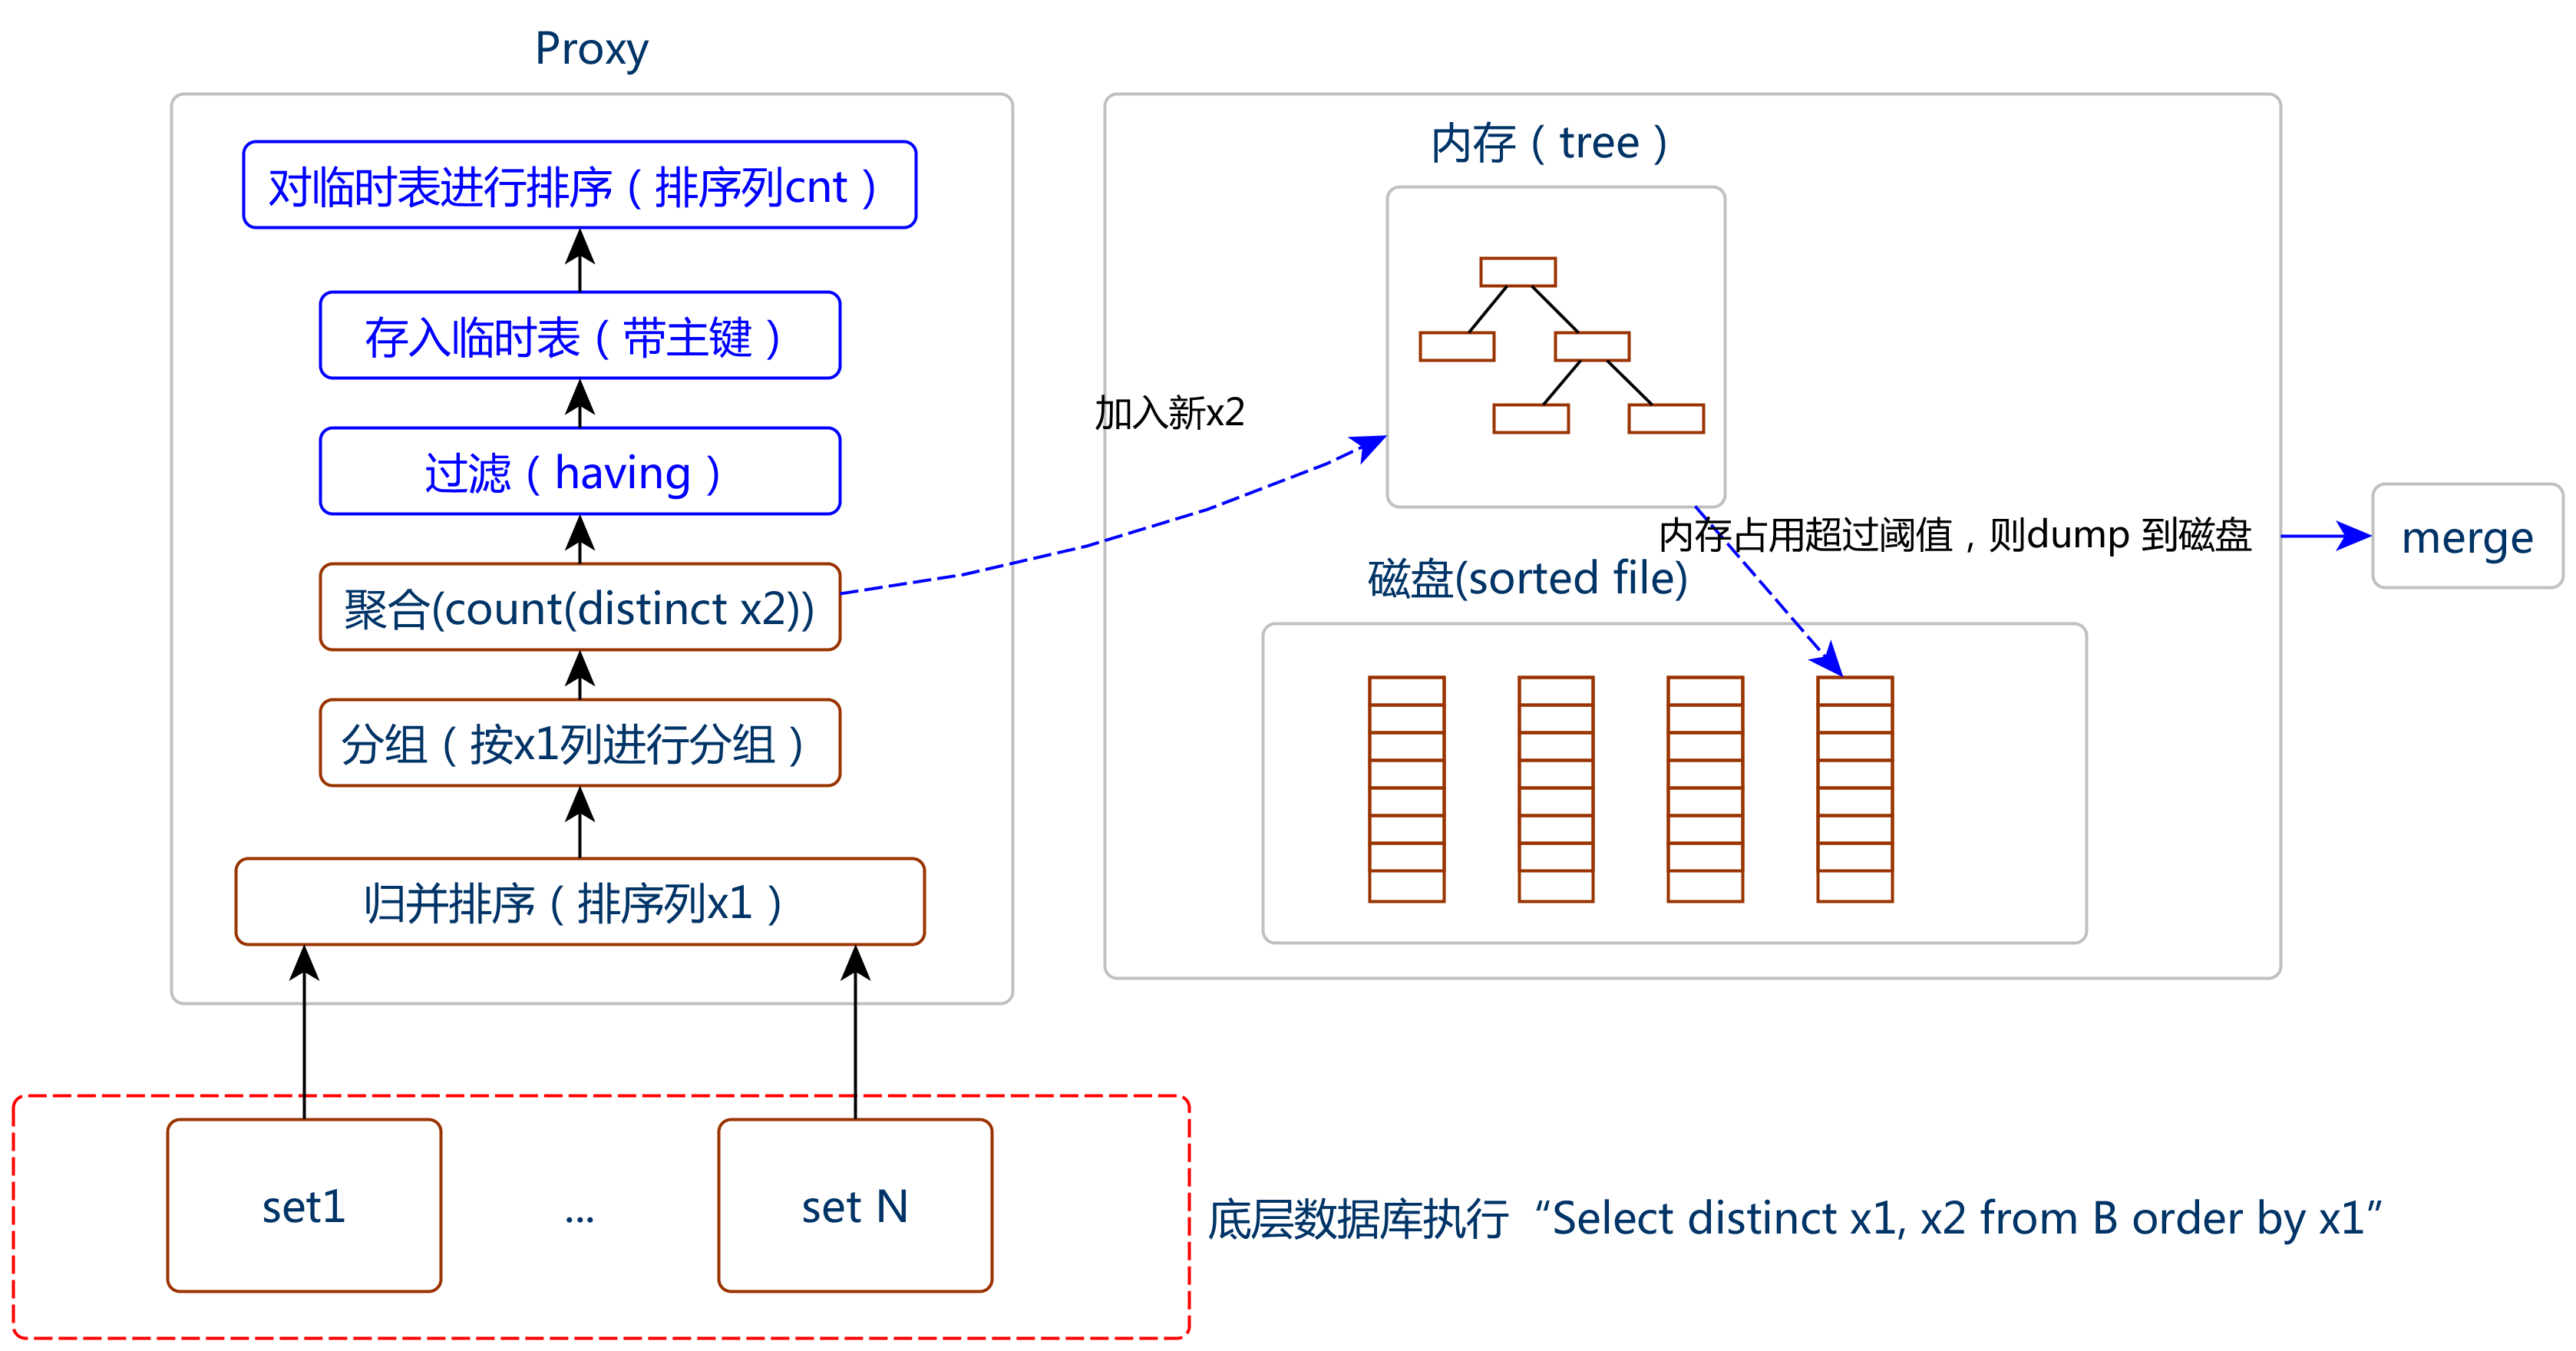 Proxy
对临时表进行排序（排序列cnt）
存入临时表（带主键）
过滤（having）
聚合(count(distinct x2))
分组（按x1列进行分组）
归并排序（排序列x1）
内存（tree）
加入新x2
内存占用超过阈值，则dump 到磁盘
磁盘(sorted file)
merge
set1
...
set N
底层数据库执行“Select distinct x1, x2 from B order by x1”